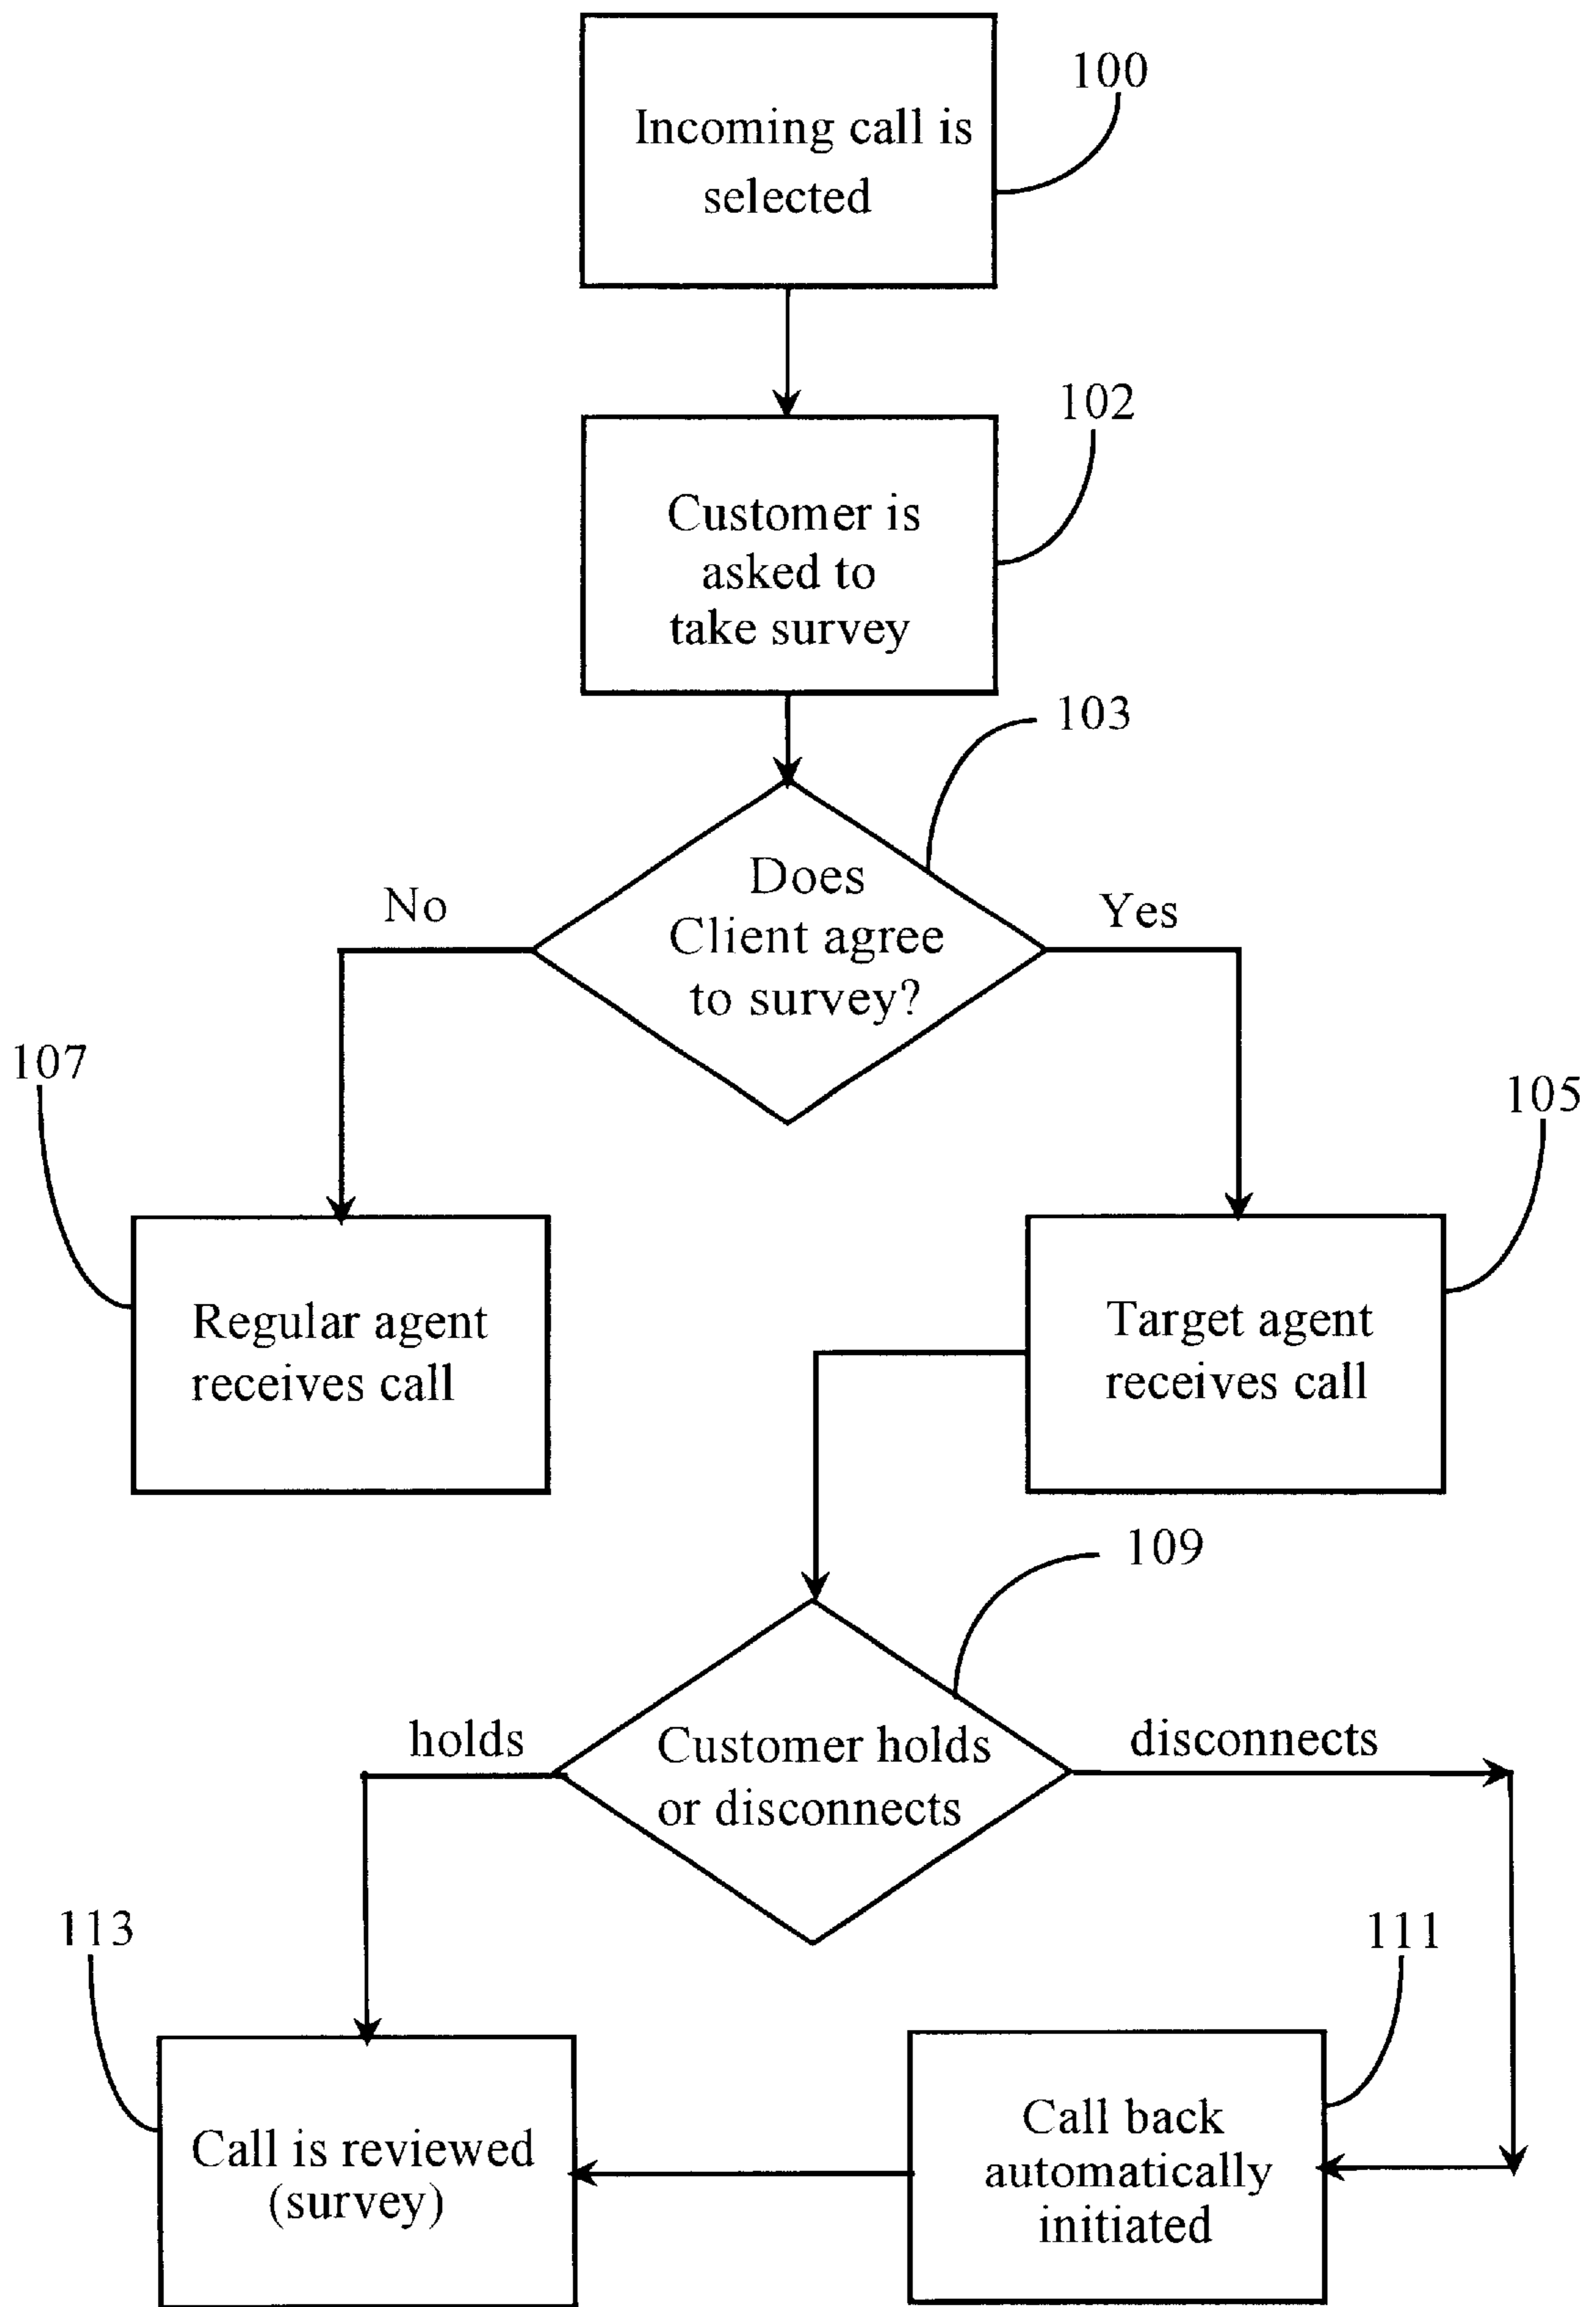 100
Incoming call is
selected
102
Customer is
asked to
take survey
103
Does
Client agree
to survey?
No
Yes
107
105
Regular agent
receives call
Target agent
receives call
109
holds
Customer holds
or disconnects
disconnects
113
111
Call is reviewed
(survey)
Call back
automatically
initiated